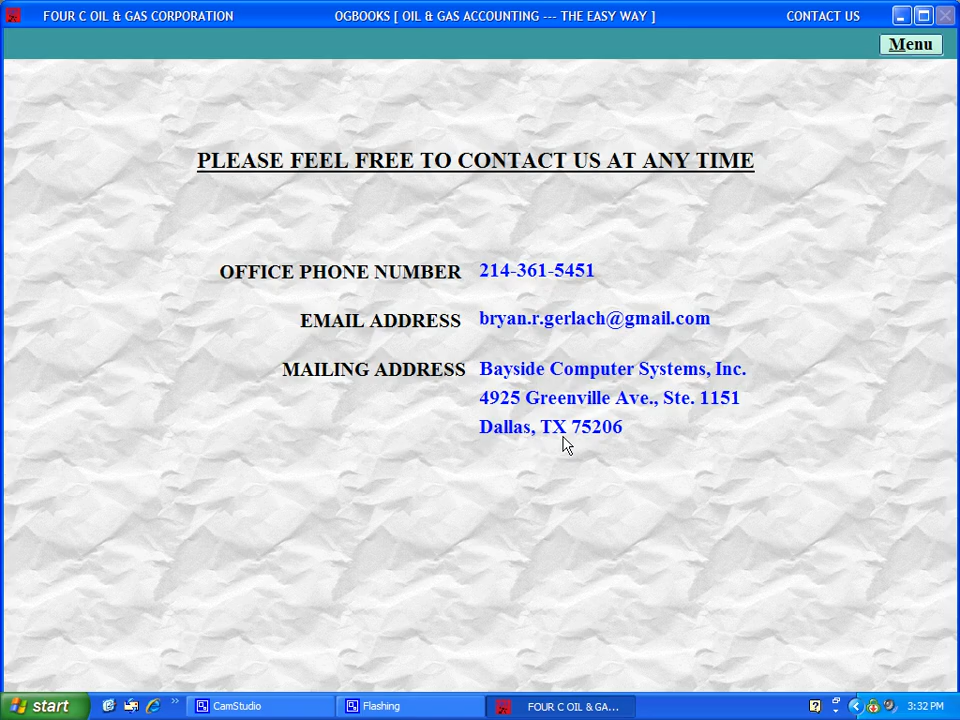 FOUR C OIL & GAS CORPORATION OGBOOKS [ OIL & GAS ACCOUNTING --- THE EASY WAY ] CONTACT US
Menu
PLEASE FEEL FREE TO CONTACT US AT ANY TIME
OFFICE PHONE NUMBER 214-361-5451
EMAIL ADDRESS bryan.r.gerlach@gmail.com
MAILING ADDRESS Bayside Computer Systems, Inc.
4925 Greenville Ave., Ste. 1151
Dallas, TX 75206
start CamStudio Flashing FOUR C OIL & GA... 3:32 PM